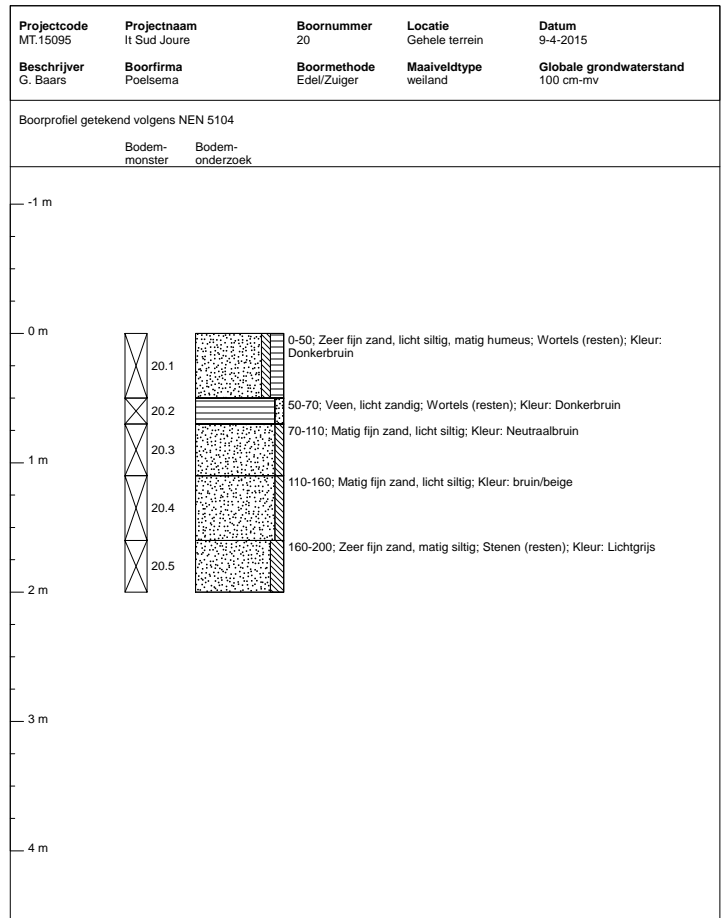 Projectcode Projectnaam Boornummer Locatie Datum
MT.15095 It Sud Joure 20 Gehele terrein 9-4-2015
Beschrijver Boorfirma Boormethode Maaiveldtype Globale grondwaterstand
G. Baars Poelsema Edel/Zuiger weiland 100 cm-mv
Boorprofiel getekend volgens NEN 5104
Bodem- Bodem-
monster onderzoek
-1 m
0 m
0-50; Zeer fijn zand, licht siltig, matig humeus; Wortels (resten); Kleur:
Donkerbruin
20.1
50-70; Veen, licht zandig; Wortels (resten); Kleur: Donkerbruin
20.2
70-110; Matig fijn zand, licht siltig; Kleur: Neutraalbruin
20.3
1 m
110-160; Matig fijn zand, licht siltig; Kleur: bruin/beige
20.4
160-200; Zeer fijn zand, matig siltig; Stenen (resten); Kleur: Lichtgrijs
20.5
2 m
3 m
4 m